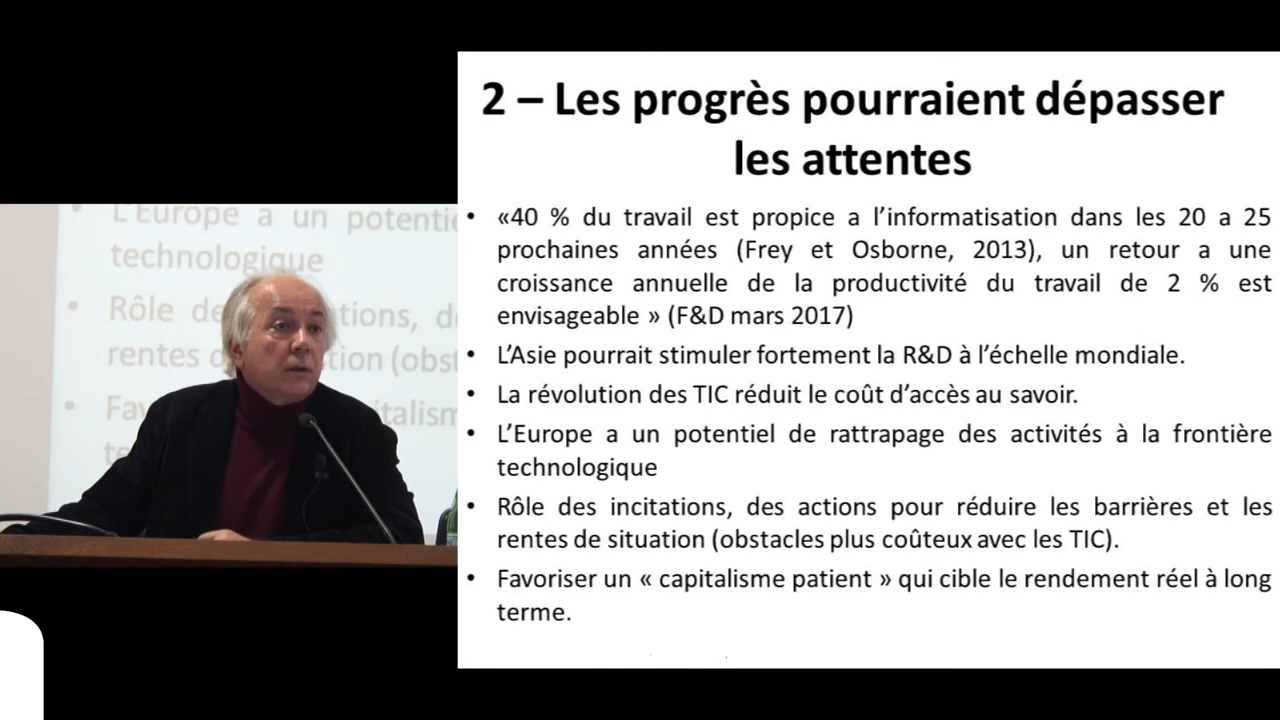 2 – Les progrès pourraient dépasser
les attentes
• «40 % du travail est propice a l’informatisation dans les 20 a 25
prochaines années (Frey et Osborne, 2013), un retour a une
croissance annuelle de la productivité du travail de 2 % est
envisageable » (F&D mars 2017)
• L’Asie pourrait stimuler fortement la R&D à l’échelle mondiale.
• La révolution des TIC réduit le coût d’accès au savoir.
• L’Europe a un potentiel de rattrapage des activités à la frontière
technologique
• Rôle des incitations, des actions pour réduire les barrières et les
rentes de situation (obstacles plus coûteux avec les TIC).
• Favoriser un « capitalisme patient » qui cible le rendement réel à long
terme.
• L’Europe a un
technologique
• Rôle
rentes